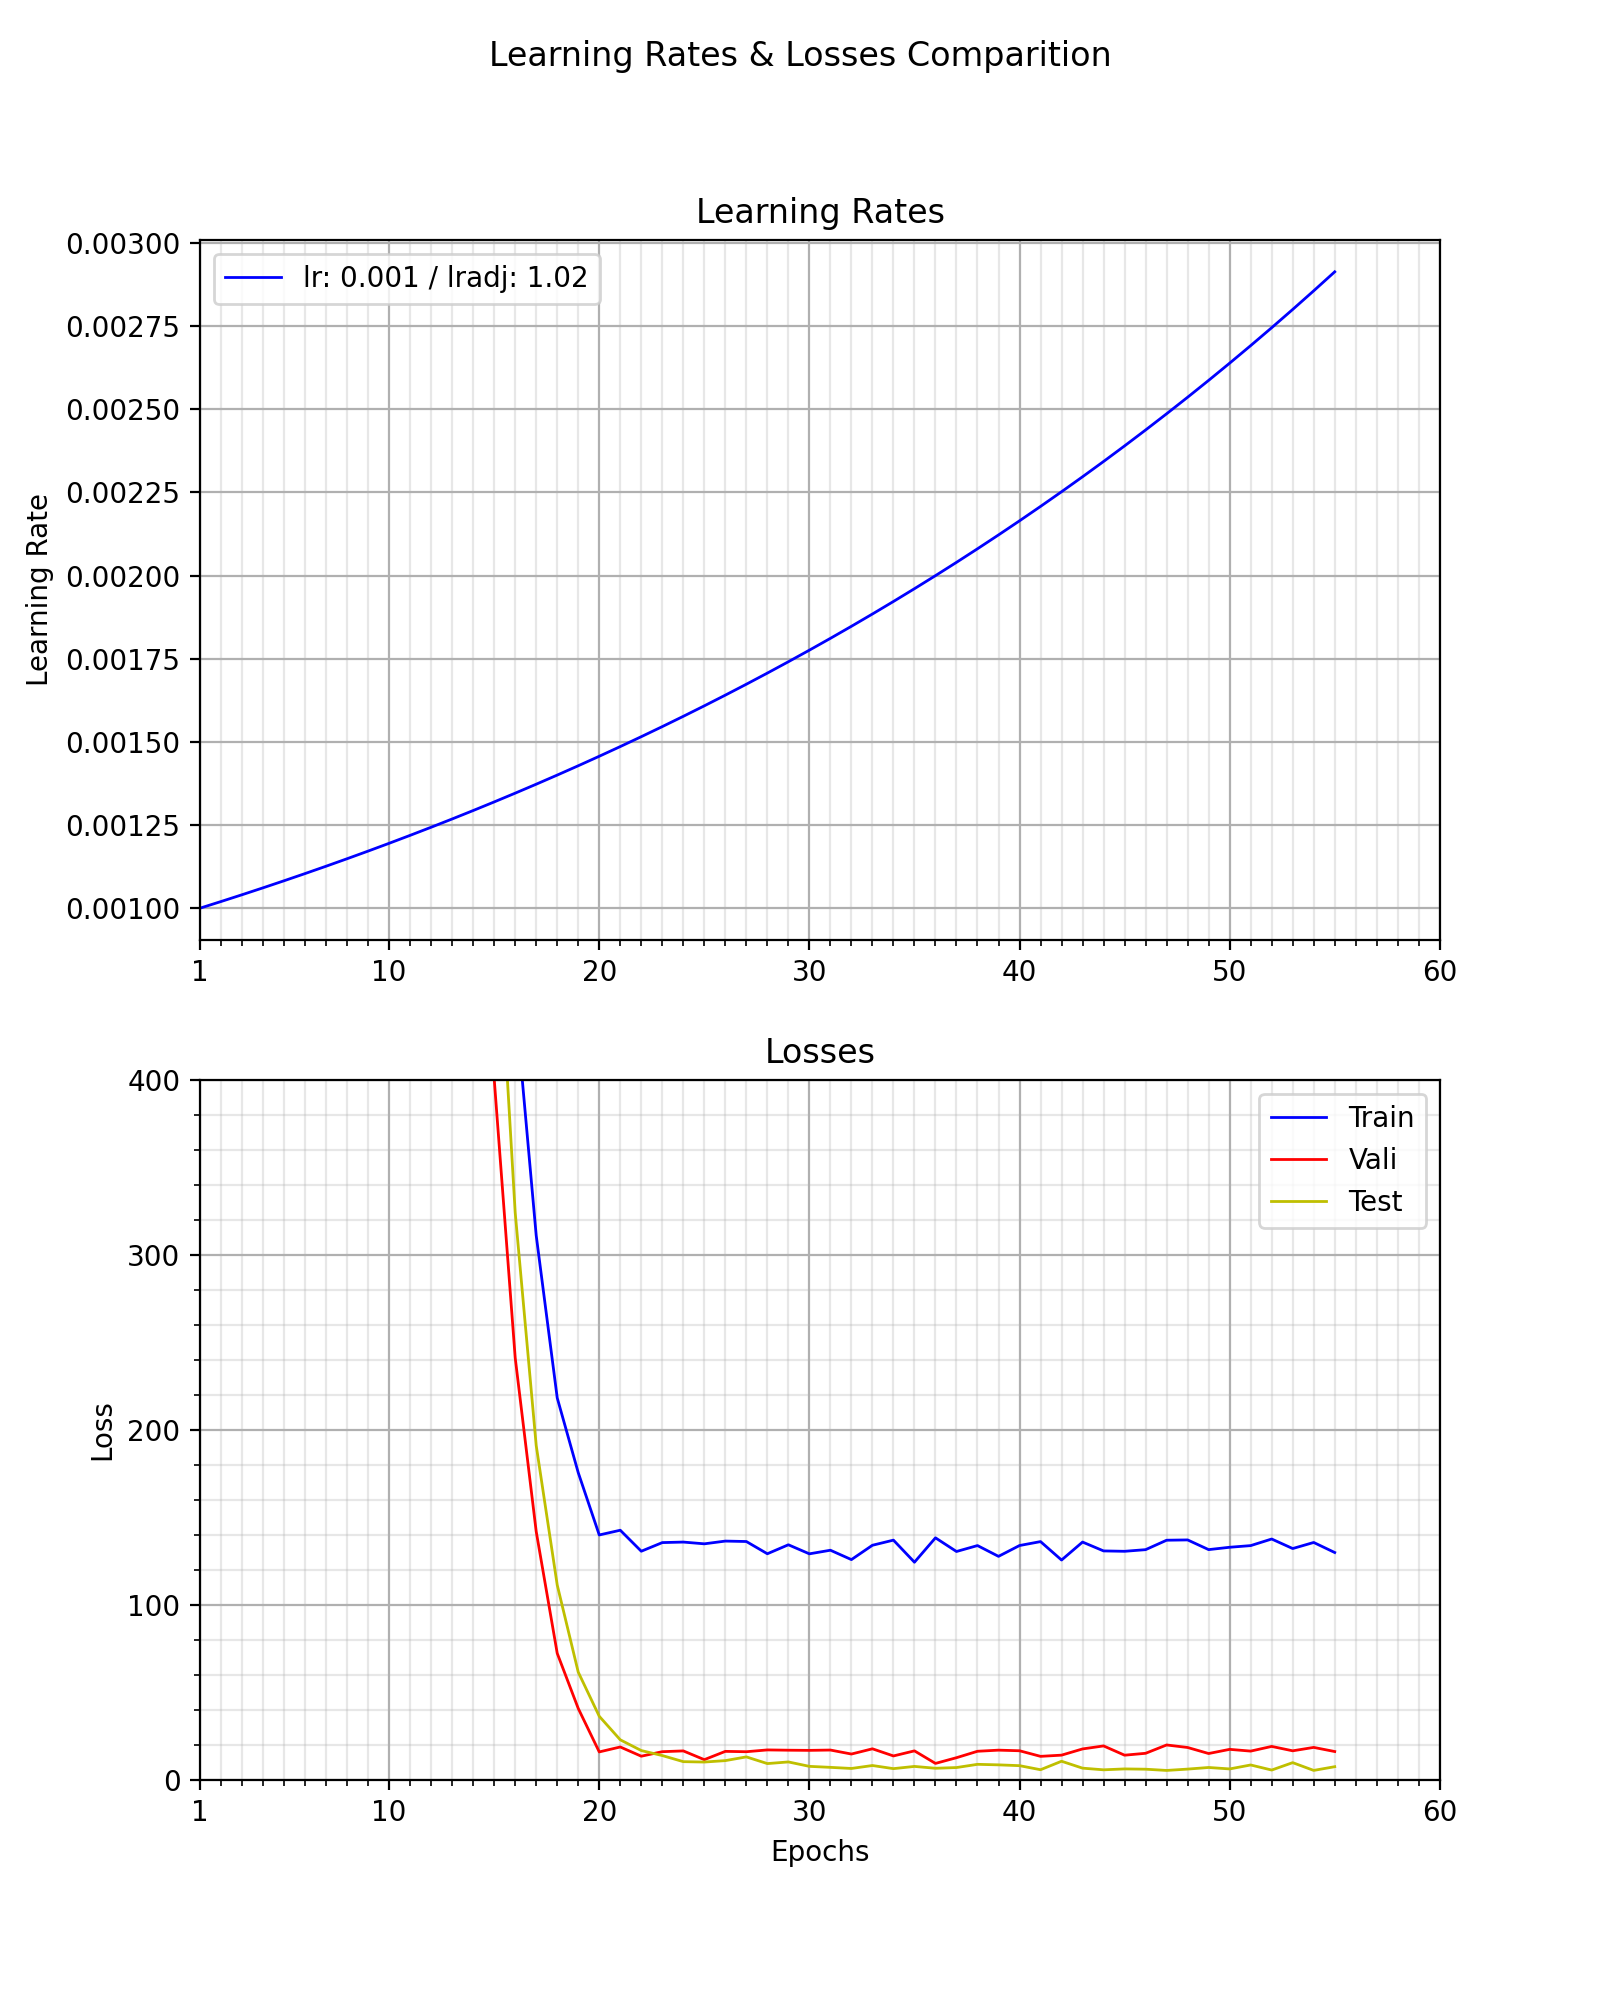 Learning Rates & Losses Comparition
Learning Rates
0.00300
lr: 0.001 / lradj: 1.02
0.00275
0.00250
0.00225
Learning Rate
0.00200
0.00175
0.00150
0.00125
0.00100
1 10 20 30 40 50 60
Losses
400
Train
Vali
Test
300
Loss
200
100
0
1 10 20 30 40 50 60
Epochs